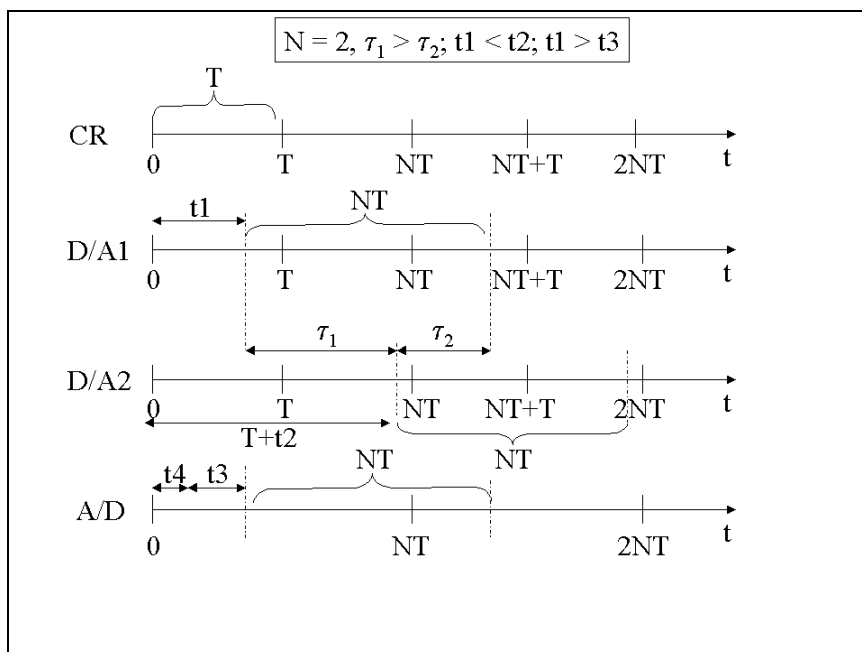 N = 2, τ₁ > τ₂; t1 < t2; t1 > t3
T
CR
0 T NT NT+T 2NT t
t1 NT
D/A1
0 T NT NT+T 2NT t
τ₁ τ₂
D/A2
0 T NT NT+T 2NT t
T+t2 NT
t4 t3 NT
A/D
0 NT 2NT t